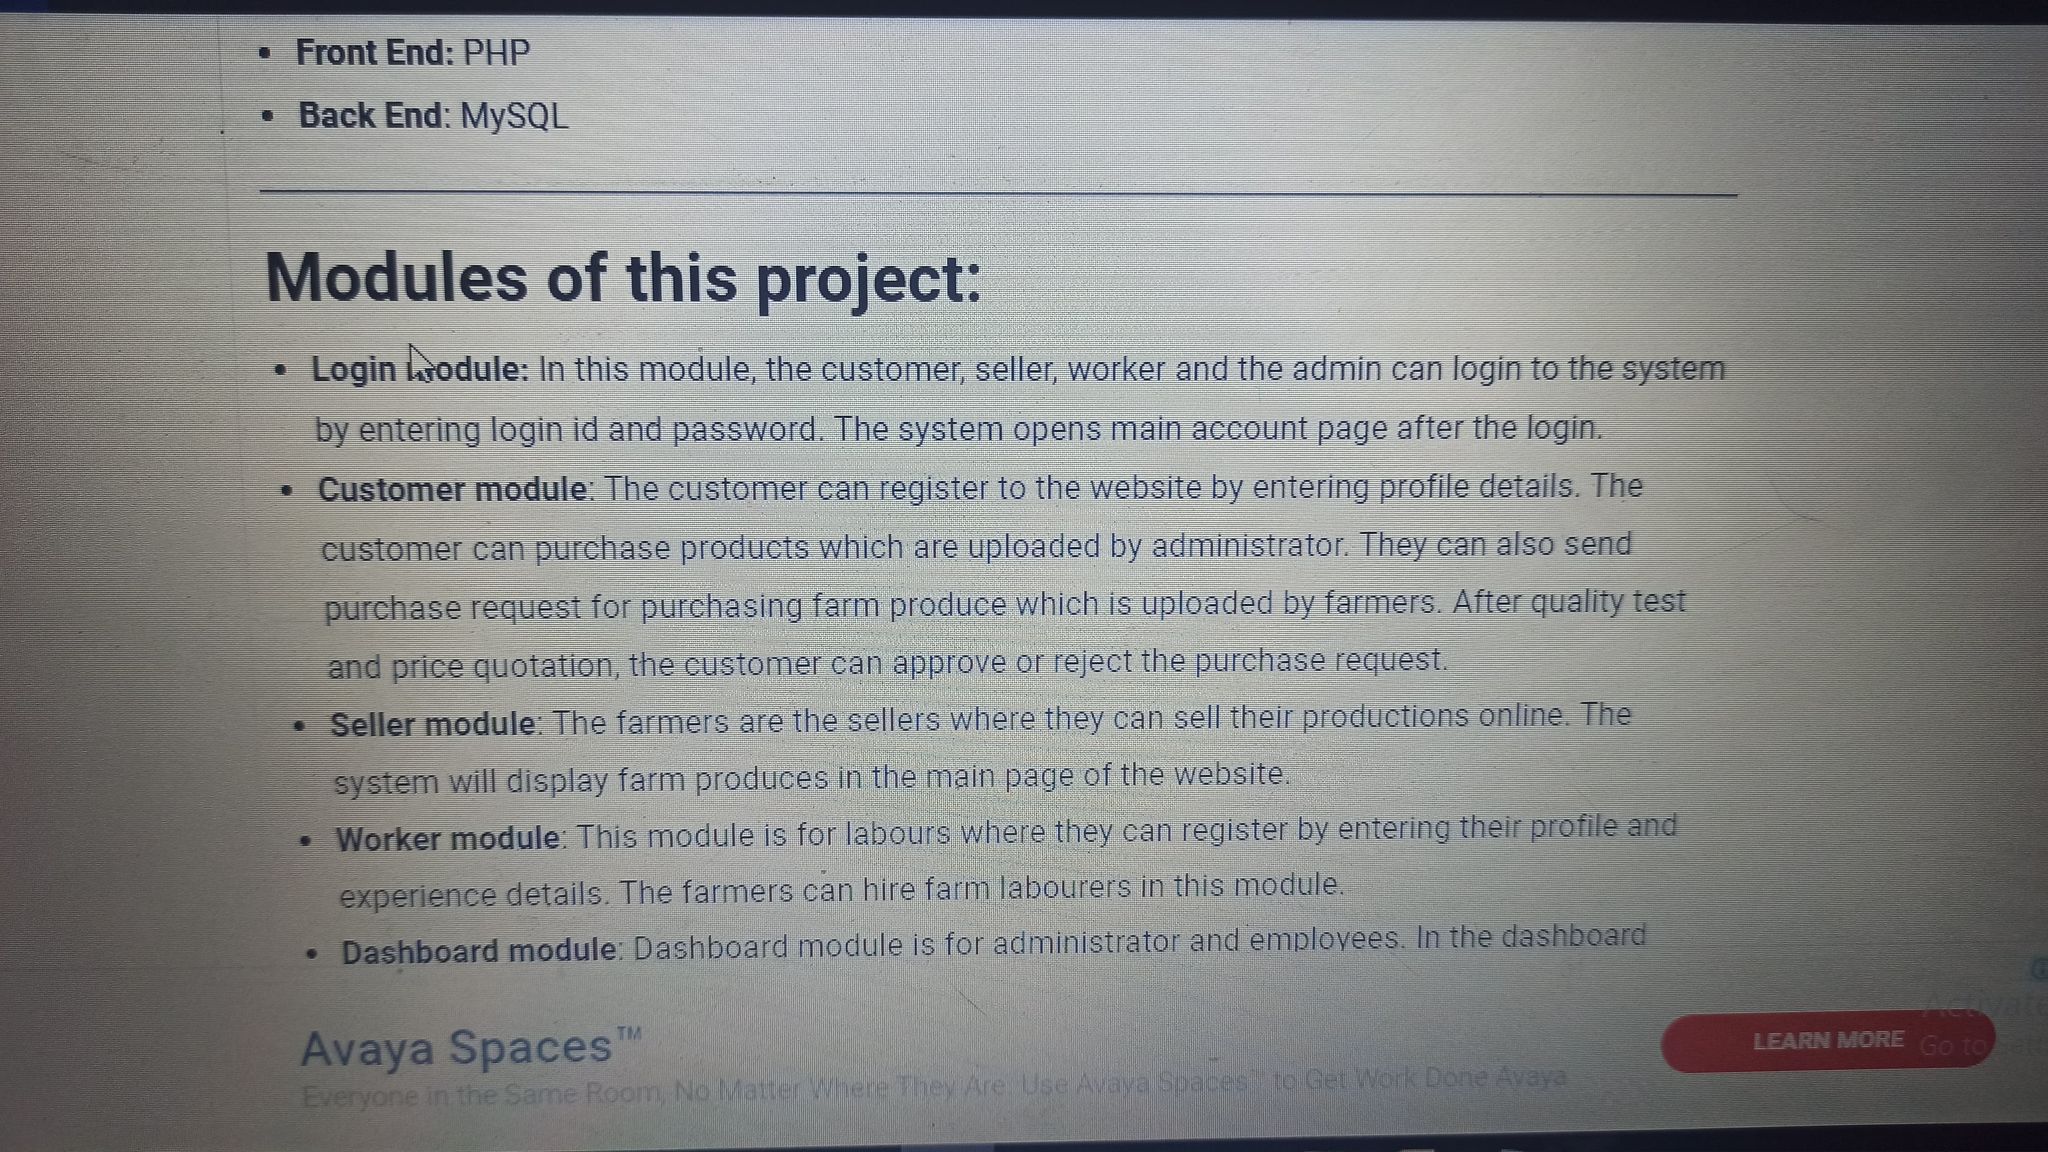 • Front End: PHP
• Back End: MySQL
Modules of this project:
• Login Module: In this module, the customer, seller, worker and the admin can login to the system
by entering login id and password. The system opens main account page after the login.
• Customer module: The customer can register to the website by entering profile details. The
customer can purchase products which are uploaded by administrator. They can also send
purchase request for purchasing farm produce which is uploaded by farmers. After quality test
and price quotation, the customer can approve or reject the purchase request.
• Seller module: The farmers are the sellers where they can sell their productions online. The
system will display farm produces in the main page of the website.
• Worker module: This module is for labours where they can register by entering their profile and
experience details. The farmers can hire farm labourers in this module.
• Dashboard module: Dashboard module is for administrator and employees. In the dashboard
Avaya Spaces™
Everyone in the Same Room, No Matter Where They Are. Use Avaya Spaces™ to Get Work Done Avaya
LEARN MORE
Activate
Go to